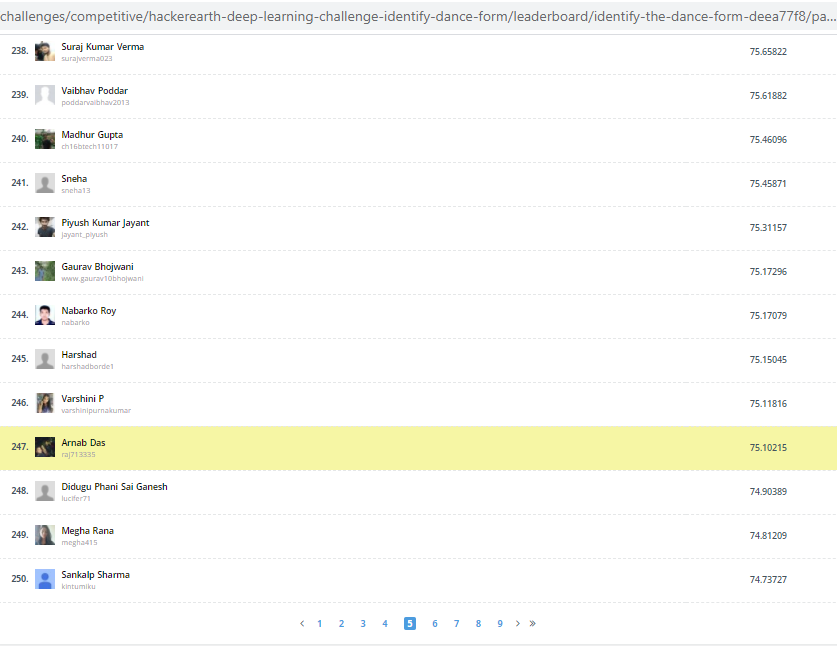 challenges/competitive/hackerearth-deep-learning-challenge-identify-dance-form/leaderboard/identify-the-dance-form-deea77f8/pa...
238. Suraj Kumar Verma 75.65822
surajverma023
239. Vaibhav Poddar 75.61882
poddarvaibhav2013
240. Madhur Gupta 75.46096
ch16btech11017
241. Sneha 75.45871
sneha13
242. Piyush Kumar Jayant 75.31157
jayant_piyush
243. Gaurav Bhojwani 75.17296
www.gaurav10bhojwani
244. Nabarko Roy 75.17079
nabarko
245. Harshad 75.15045
harshadborde1
246. Varshini P 75.11816
varshinipurnakumar
247. Arnab Das 75.10215
raj713335
248. Didugu Phani Sai Ganesh 74.90389
lucifer71
249. Megha Rana 74.81209
megha415
250. Sankalp Sharma 74.73727
kintumiku
‹ 1 2 3 4 5 6 7 8 9 › »